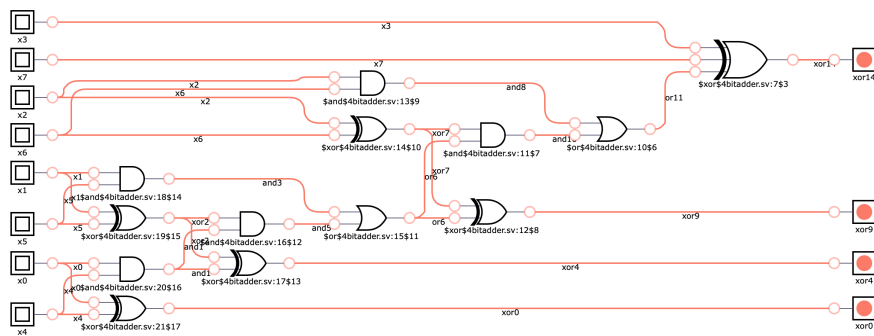 x3
x3
x7
x7
$xor$4bitadder.sv:7$3
xor14
x2
x2
x6
x2
$and$4bitadder.sv:13$9
and8
or11
x6
x6
$xor$4bitadder.sv:14$10
xor7
$and$4bitadder.sv:11$7
$or$4bitadder.sv:10$6
xor7
or6
x1
x1
$and$4bitadder.sv:18$14
and3
x5
x5
$xor$4bitadder.sv:19$15
xor2
$and$4bitadder.sv:16$12
and5
$or$4bitadder.sv:15$11
or6
$xor$4bitadder.sv:12$8
xor9
xor9
and1
x0
x0
$and$4bitadder.sv:20$16
and1
$xor$4bitadder.sv:17$13
xor4
xor4
x4
x4
$xor$4bitadder.sv:21$17
xor0
xor0